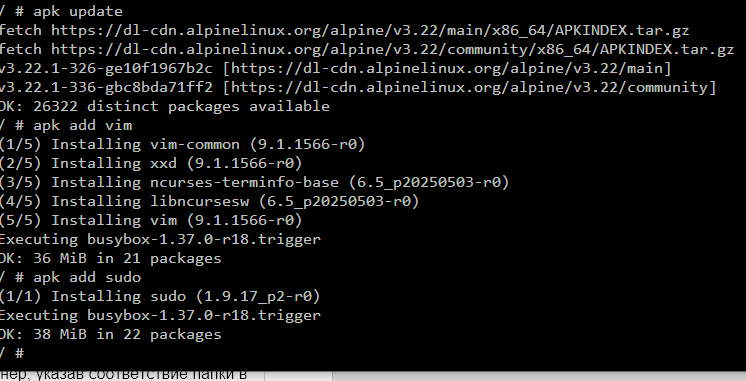 / # apk update
fetch https://dl-cdn.alpinelinux.org/alpine/v3.22/main/x86_64/APKINDEX.tar.gz
fetch https://dl-cdn.alpinelinux.org/alpine/v3.22/community/x86_64/APKINDEX.tar.gz
v3.22.1-326-ge10f1967b2c [https://dl-cdn.alpinelinux.org/alpine/v3.22/main]
v3.22.1-336-gbc8bda71ff2 [https://dl-cdn.alpinelinux.org/alpine/v3.22/community]
OK: 26322 distinct packages available
/ # apk add vim
(1/5) Installing vim-common (9.1.1566-r0)
(2/5) Installing xxd (9.1.1566-r0)
(3/5) Installing ncurses-terminfo-base (6.5_p20250503-r0)
(4/5) Installing libncursesw (6.5_p20250503-r0)
(5/5) Installing vim (9.1.1566-r0)
Executing busybox-1.37.0-r18.trigger
OK: 36 MiB in 21 packages
/ # apk add sudo
(1/1) Installing sudo (1.9.17_p2-r0)
Executing busybox-1.37.0-r18.trigger
OK: 38 MiB in 22 packages
/ #
нер, указав соответствие папки в